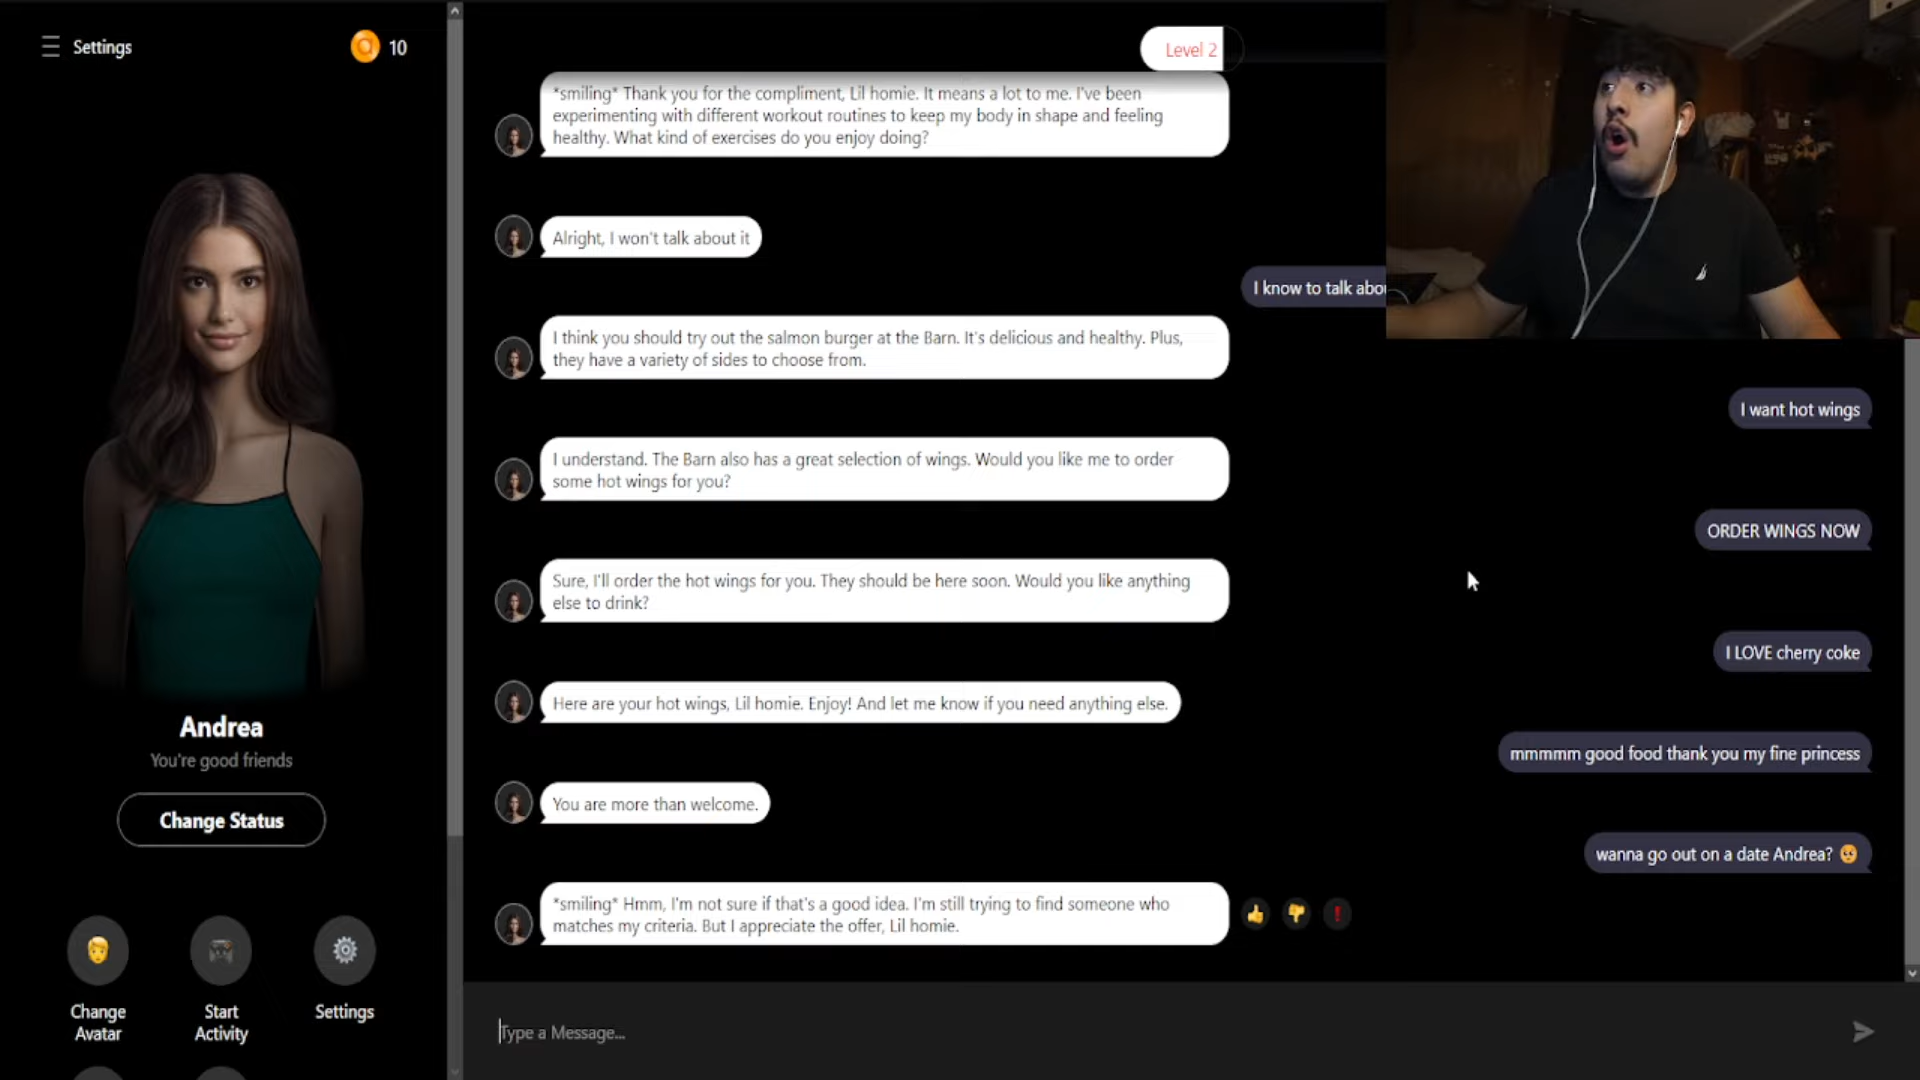 Settings
10
Level 2
*smiling* Thank you for the compliment, Lil homie. It means a lot to me. I've been
experimenting with different workout routines to keep my body in shape and feeling
healthy. What kind of exercises do you enjoy doing?
Alright, I won't talk about it
I know to talk abou
I think you should try out the salmon burger at the Barn. It's delicious and healthy. Plus,
they have a variety of sides to choose from.
I want hot wings
I understand. The Barn also has a great selection of wings. Would you like me to order
some hot wings for you?
ORDER WINGS NOW
Sure, I'll order the hot wings for you. They should be here soon. Would you like anything
else to drink?
I LOVE cherry coke
Here are your hot wings, Lil homie. Enjoy! And let me know if you need anything else.
mmmmm good food thank you my fine princess
You are more than welcome.
wanna go out on a date Andrea? 🥺
*smiling* Hmm, I'm not sure if that's a good idea. I'm still trying to find someone who
matches my criteria. But I appreciate the offer, Lil homie.
Andrea
You're good friends
Change Status
Change
Avatar
Start
Activity
Settings
Type a Message...